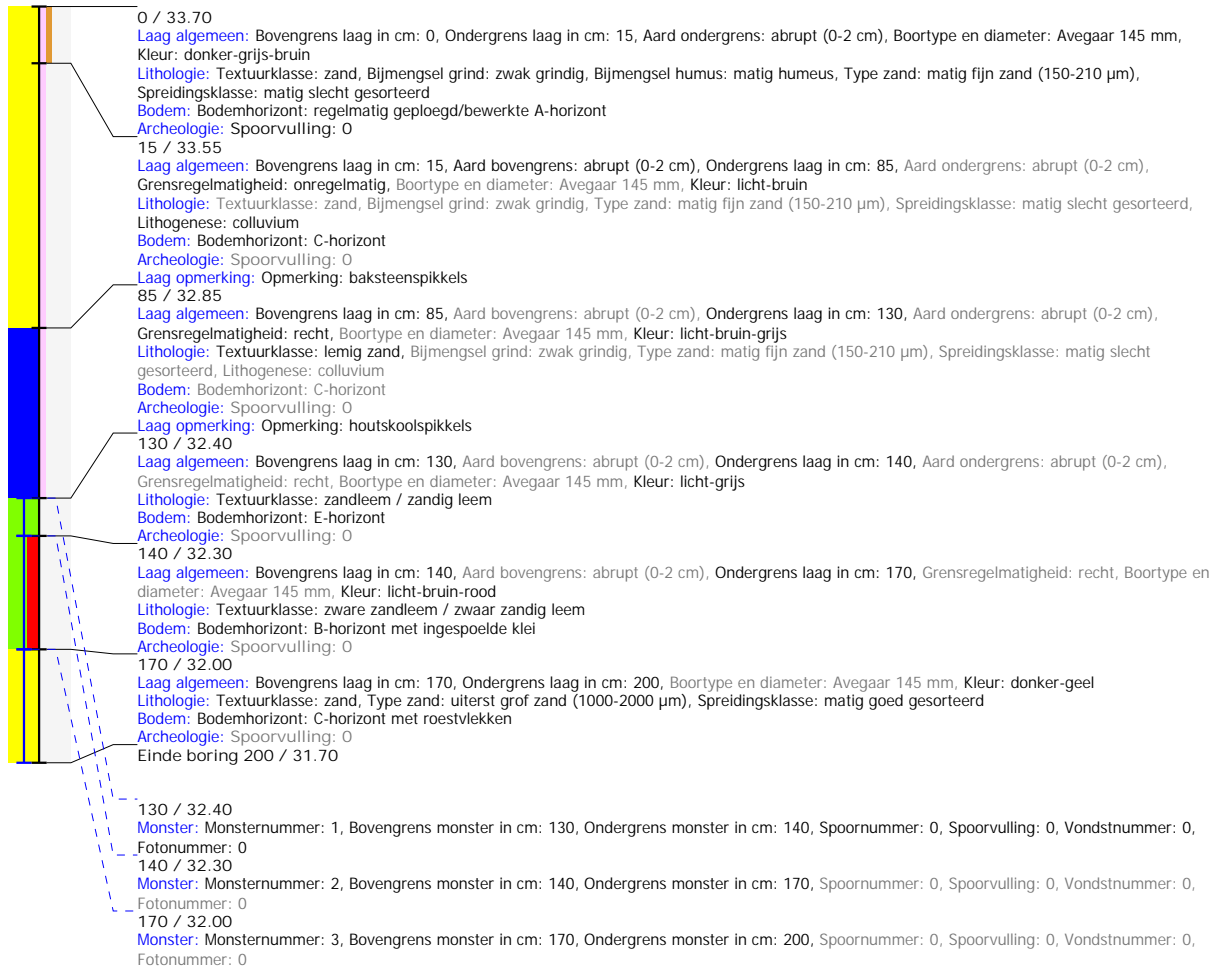 0 / 33.70
Laag algemeen: Bovengrens laag in cm: 0, Ondergrens laag in cm: 15, Aard ondergrens: abrupt (0-2 cm), Boortype en diameter: Avegaar 145 mm,
Kleur: donker-grijs-bruin
Lithologie: Textuurklasse: zand, Bijmengsel grind: zwak grindig, Bijmengsel humus: matig humeus, Type zand: matig fijn zand (150-210 µm),
Spreidingsklasse: matig slecht gesorteerd
Bodem: Bodemhorizont: regelmatig geploegd/bewerkte A-horizont
Archeologie: Spoorvulling: 0
15 / 33.55
Laag algemeen: Bovengrens laag in cm: 15, Aard bovengrens: abrupt (0-2 cm), Ondergrens laag in cm: 85, Aard ondergrens: abrupt (0-2 cm),
Grensregelmatigheid: onregelmatig, Boortype en diameter: Avegaar 145 mm, Kleur: licht-bruin
Lithologie: Textuurklasse: zand, Bijmengsel grind: zwak grindig, Type zand: matig fijn zand (150-210 µm), Spreidingsklasse: matig slecht gesorteerd,
Lithogenese: colluvium
Bodem: Bodemhorizont: C-horizont
Archeologie: Spoorvulling: 0
Laag opmerking: Opmerking: baksteenspikkels
85 / 32.85
Laag algemeen: Bovengrens laag in cm: 85, Aard bovengrens: abrupt (0-2 cm), Ondergrens laag in cm: 130, Aard ondergrens: abrupt (0-2 cm),
Grensregelmatigheid: recht, Boortype en diameter: Avegaar 145 mm, Kleur: licht-bruin-grijs
Lithologie: Textuurklasse: lemig zand, Bijmengsel grind: zwak grindig, Type zand: matig fijn zand (150-210 µm), Spreidingsklasse: matig slecht
gesorteerd, Lithogenese: colluvium
Bodem: Bodemhorizont: C-horizont
Archeologie: Spoorvulling: 0
Laag opmerking: Opmerking: houtskoolspikkels
130 / 32.40
Laag algemeen: Bovengrens laag in cm: 130, Aard bovengrens: abrupt (0-2 cm), Ondergrens laag in cm: 140, Aard ondergrens: abrupt (0-2 cm),
Grensregelmatigheid: recht, Boortype en diameter: Avegaar 145 mm, Kleur: licht-grijs
Lithologie: Textuurklasse: zandleem / zandig leem
Bodem: Bodemhorizont: E-horizont
Archeologie: Spoorvulling: 0
140 / 32.30
Laag algemeen: Bovengrens laag in cm: 140, Aard bovengrens: abrupt (0-2 cm), Ondergrens laag in cm: 170, Grensregelmatigheid: recht, Boortype en
diameter: Avegaar 145 mm, Kleur: licht-bruin-rood
Lithologie: Textuurklasse: zware zandleem / zwaar zandig leem
Bodem: Bodemhorizont: B-horizont met ingespoelde klei
Archeologie: Spoorvulling: 0
170 / 32.00
Laag algemeen: Bovengrens laag in cm: 170, Ondergrens laag in cm: 200, Boortype en diameter: Avegaar 145 mm, Kleur: donker-geel
Lithologie: Textuurklasse: zand, Type zand: uiterst grof zand (1000-2000 µm), Spreidingsklasse: matig goed gesorteerd
Bodem: Bodemhorizont: C-horizont met roestvlekken
Archeologie: Spoorvulling: 0
Einde boring 200 / 31.70
130 / 32.40
Monster: Monsternummer: 1, Bovengrens monster in cm: 130, Ondergrens monster in cm: 140, Spoornummer: 0, Spoorvulling: 0, Vondstnummer: 0,
Fotonummer: 0
140 / 32.30
Monster: Monsternummer: 2, Bovengrens monster in cm: 140, Ondergrens monster in cm: 170, Spoornummer: 0, Spoorvulling: 0, Vondstnummer: 0,
Fotonummer: 0
170 / 32.00
Monster: Monsternummer: 3, Bovengrens monster in cm: 170, Ondergrens monster in cm: 200, Spoornummer: 0, Spoorvulling: 0, Vondstnummer: 0,
Fotonummer: 0